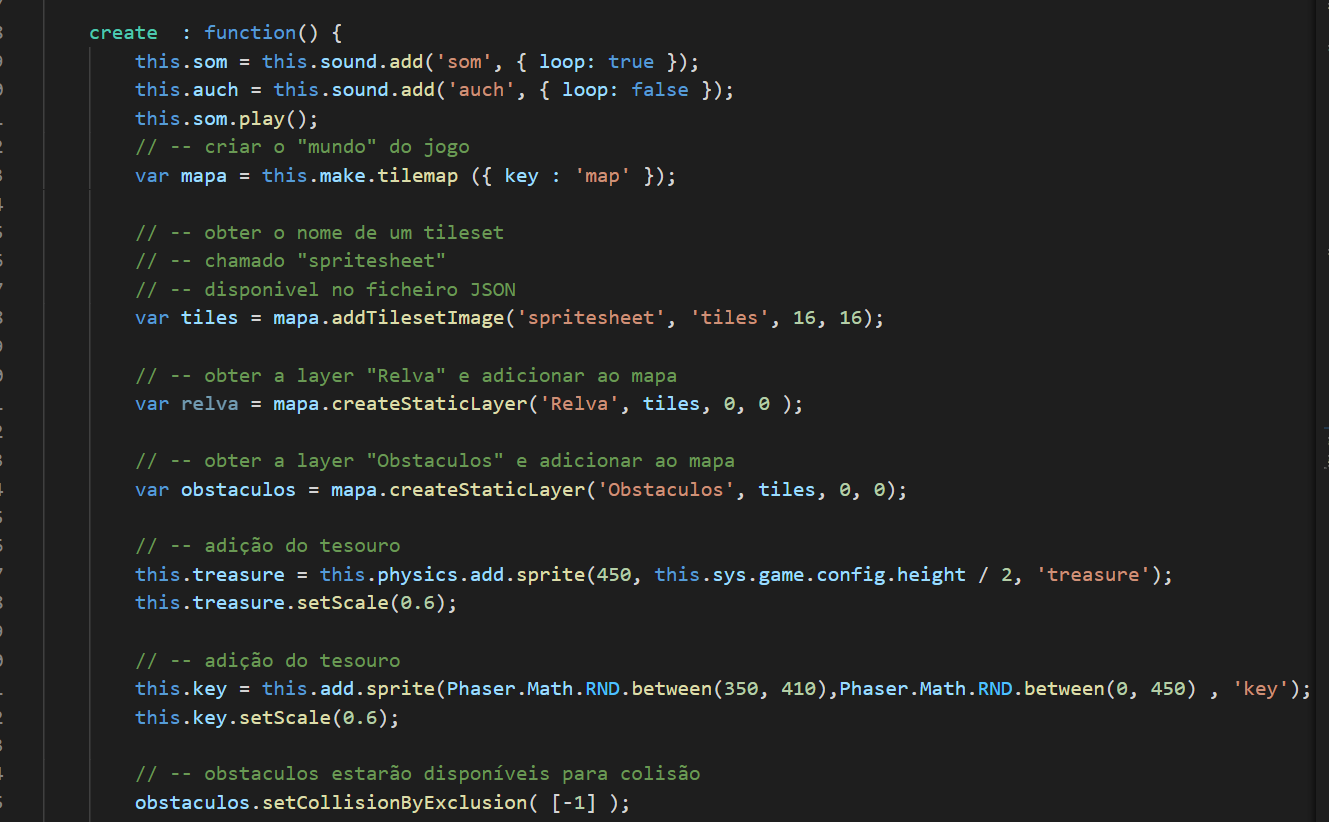 create  : function() {
this.som = this.sound.add('som', { loop: true });
this.auch = this.sound.add('auch', { loop: false });
this.som.play();
// -- criar o "mundo" do jogo
var mapa = this.make.tilemap ({ key : 'map' });
// -- obter o nome de um tileset
// -- chamado "spritesheet"
// -- disponivel no ficheiro JSON
var tiles = mapa.addTilesetImage('spritesheet', 'tiles', 16, 16);
// -- obter a layer "Relva" e adicionar ao mapa
var relva = mapa.createStaticLayer('Relva', tiles, 0, 0 );
// -- obter a layer "Obstaculos" e adicionar ao mapa
var obstaculos = mapa.createStaticLayer('Obstaculos', tiles, 0, 0);
// -- adição do tesouro
this.treasure = this.physics.add.sprite(450, this.sys.game.config.height / 2, 'treasure');
this.treasure.setScale(0.6);
// -- adição do tesouro
this.key = this.add.sprite(Phaser.Math.RND.between(350, 410),Phaser.Math.RND.between(0, 450) , 'key');
this.key.setScale(0.6);
// -- obstaculos estarão disponíveis para colisão
obstaculos.setCollisionByExclusion( [-1] );